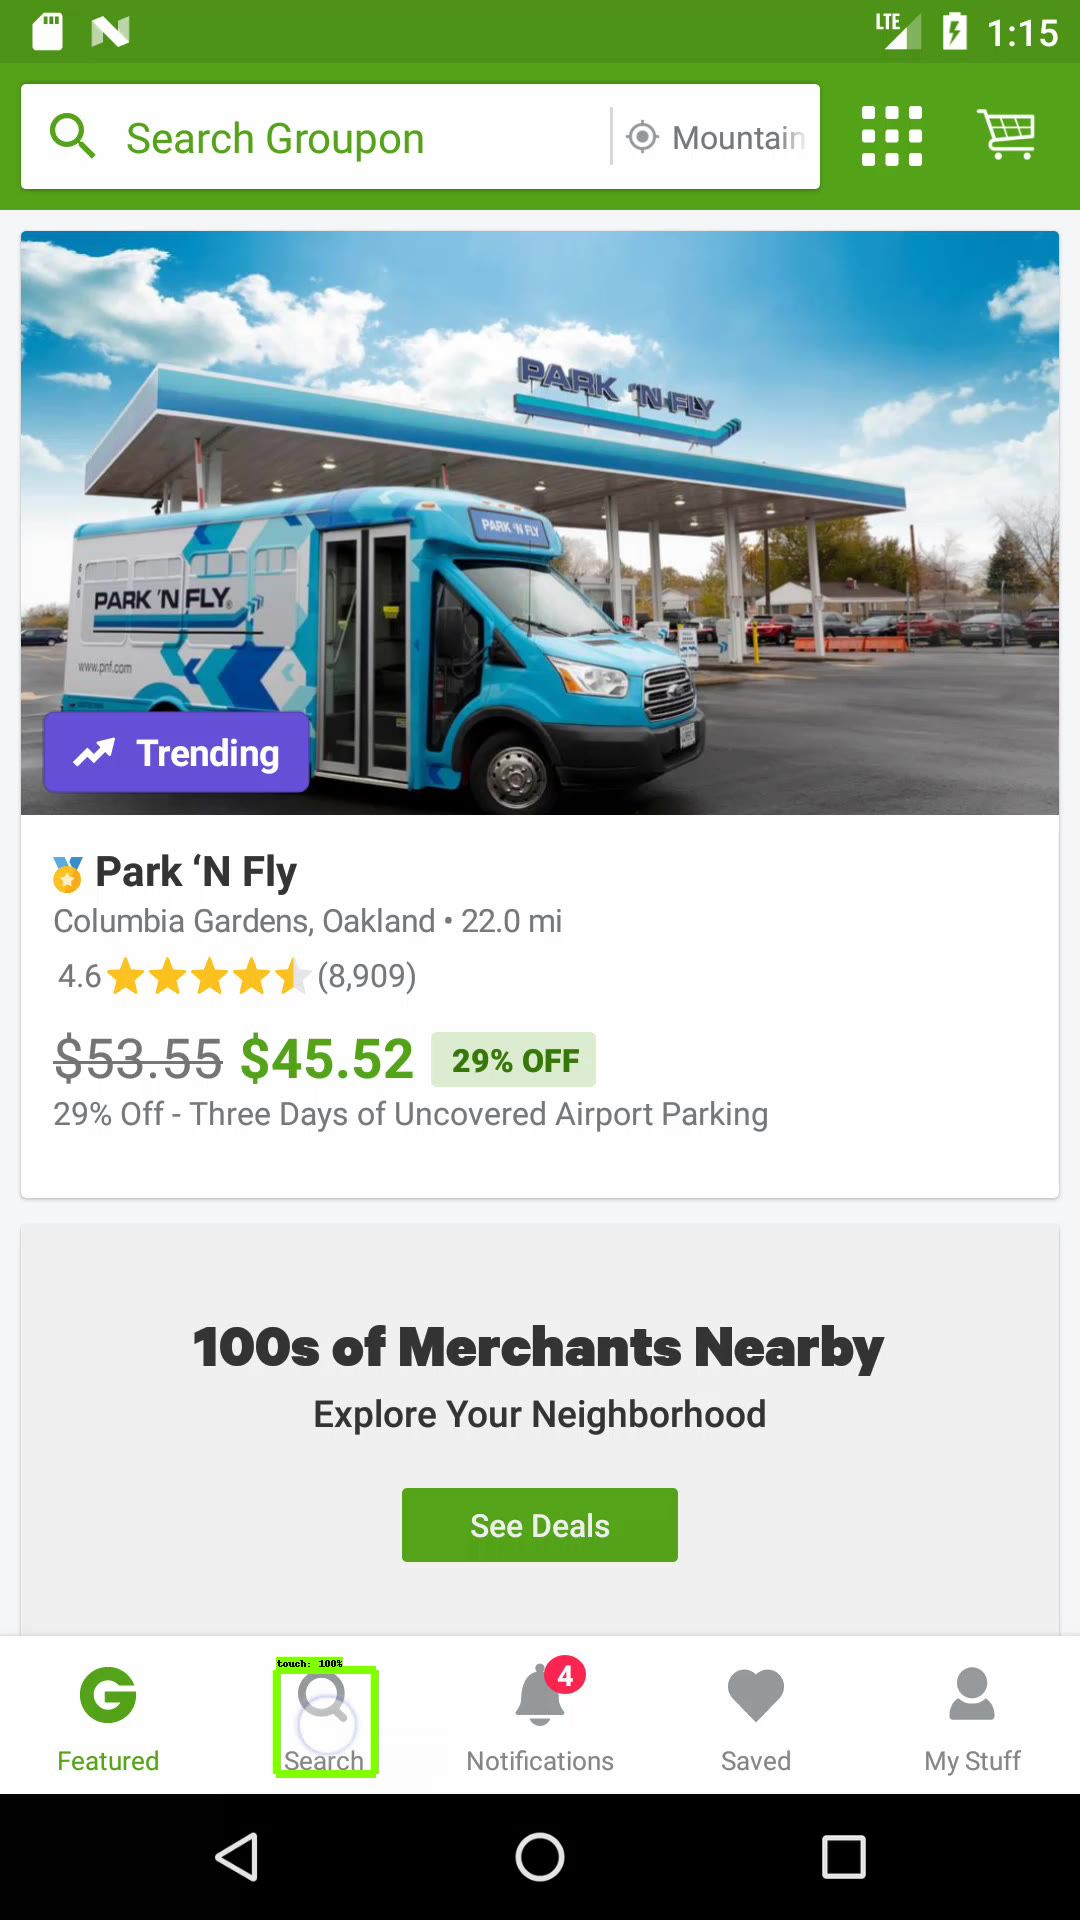 LTE 1:15
Search Groupon Mountain
PARK 'N FLY
PARK 'N FLY
PARK 'N FLY
www.pnf.com
Trending
Park ‘N Fly
Columbia Gardens, Oakland • 22.0 mi
4.6 (8,909)
$53.55 $45.52 29% OFF
29% Off - Three Days of Uncovered Airport Parking
100s of Merchants Nearby
Explore Your Neighborhood
See Deals
touch: 100%
4
Featured Search Notifications Saved My Stuff